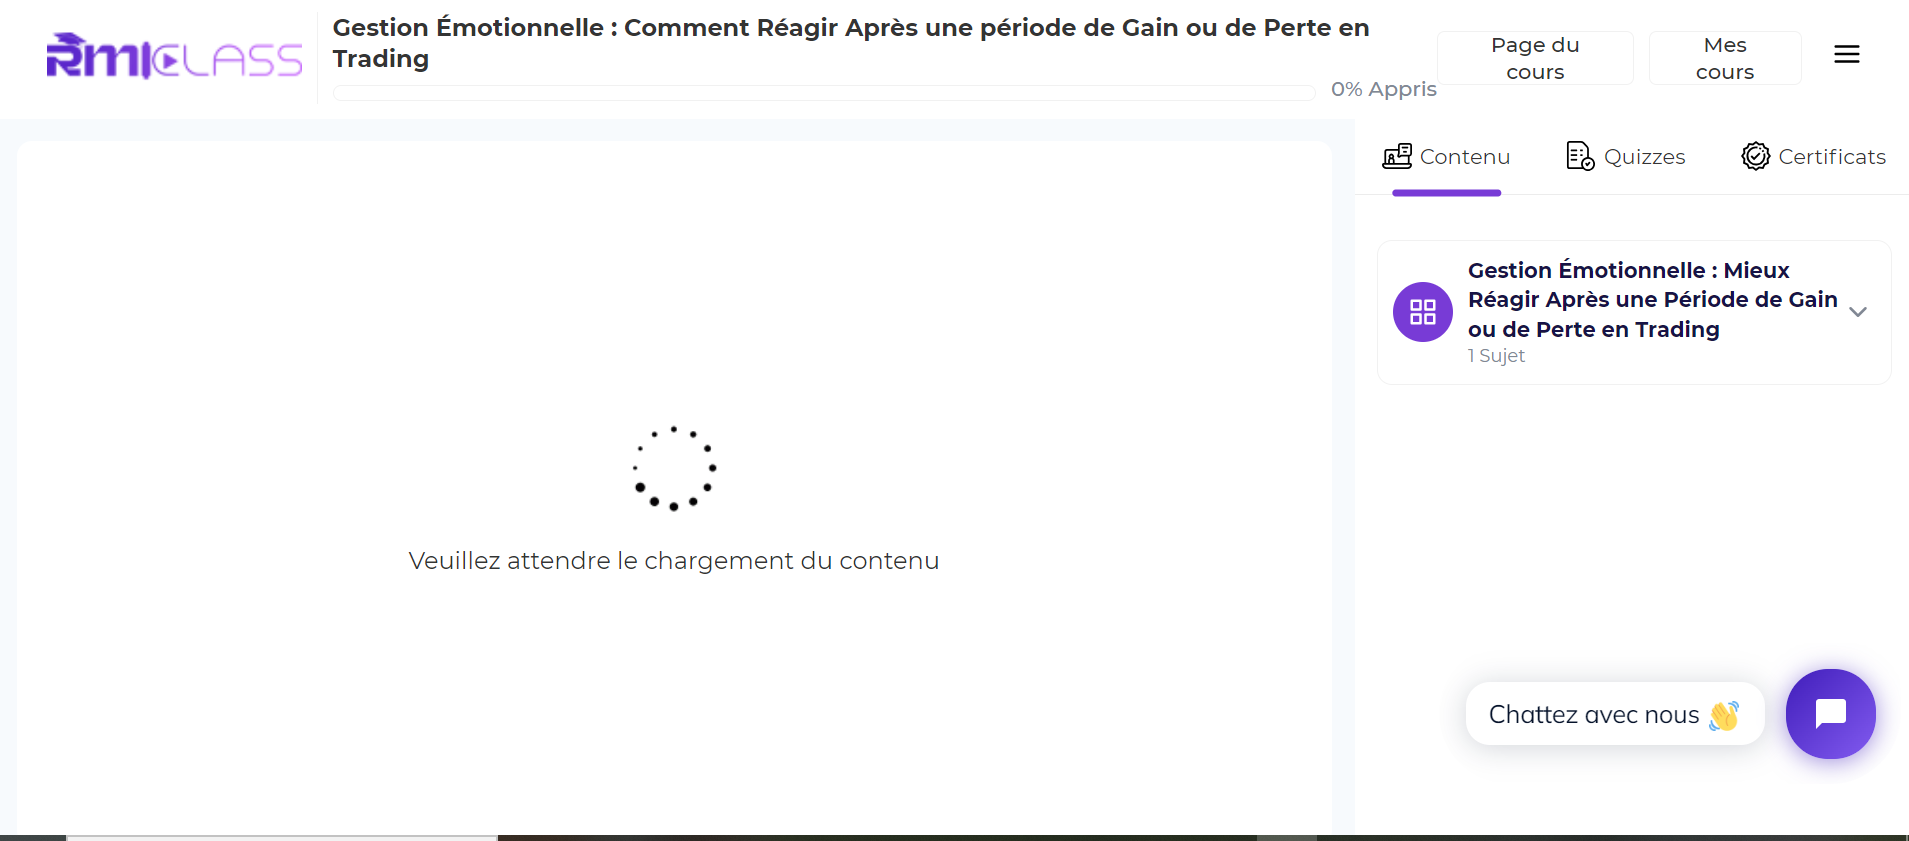 RMICLASS
Gestion Émotionnelle : Comment Réagir Après une période de Gain ou de Perte en
Trading
0% Appris
Page du
cours
Mes
cours
Contenu
Quizzes
Certificats
Gestion Émotionnelle : Mieux
Réagir Après une Période de Gain
ou de Perte en Trading
1 Sujet
Veuillez attendre le chargement du contenu
Chattez avec nous 👋